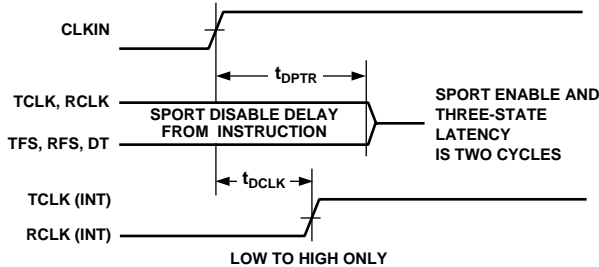 CLKIN
tDPTR
TCLK, RCLK
SPORT DISABLE DELAY
FROM INSTRUCTION
TFS, RFS, DT
SPORT ENABLE AND
THREE-STATE
LATENCY
IS TWO CYCLES
tDCLK
TCLK (INT)
RCLK (INT)
LOW TO HIGH ONLY